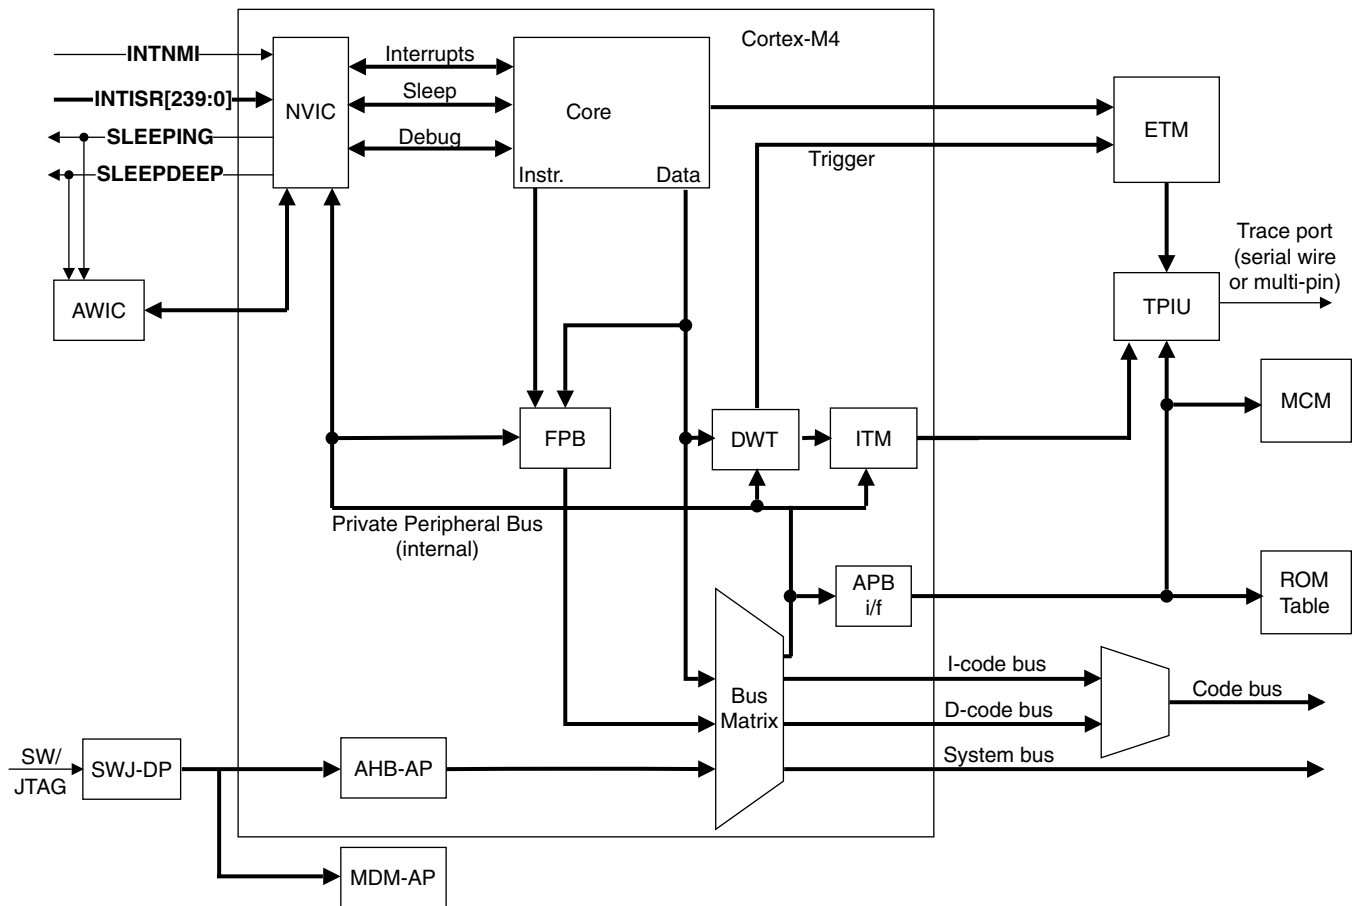 Cortex-M4
INTNMI
INTISR[239:0]
SLEEPING
SLEEPDEEP
NVIC
Interrupts
Sleep
Debug
Core
Instr.
Data
Trigger
ETM
Trace port
(serial wire
or multi-pin)
TPIU
AWIC
MCM
FPB
DWT
ITM
Private Peripheral Bus
(internal)
APB
i/f
ROM
Table
Bus
Matrix
I-code bus
D-code bus
Code bus
System bus
SW/
JTAG
SWJ-DP
AHB-AP
MDM-AP